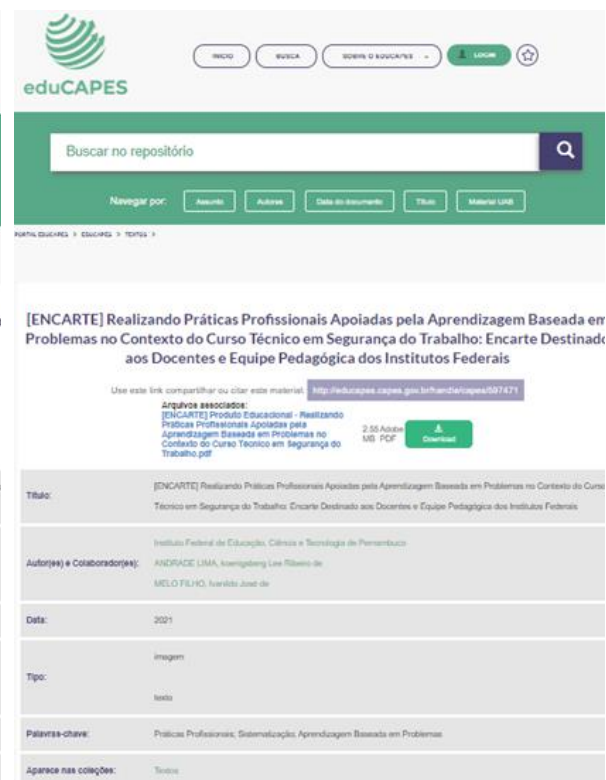 eduCAPES
INÍCIO
BUSCA
SOBRE O EDUCAPES
LOGIN
Buscar no repositório
Navegar por:
Assunto
Autores
Data do documento
Título
Material UAB
PORTAL EDUCAPES > EDUCAPES > TEXTOS >
[ENCARTE] Realizando Práticas Profissionais Apoiadas pela Aprendizagem Baseada em
Problemas no Contexto do Curso Técnico em Segurança do Trabalho: Encarte Destinado
aos Docentes e Equipe Pedagógica dos Institutos Federais
Use este link compartilhar ou citar este material: http://educapes.capes.gov.br/handle/capes/597471
Arquivos associados:
[ENCARTE] Produto Educacional - Realizando
Práticas Profissionais Apoiadas pela
Aprendizagem Baseada em Problemas no
Contexto do Curso Técnico em Segurança do
Trabalho.pdf
2.55 Adobe
MB PDF
Download
Título:
[ENCARTE] Realizando Práticas Profissionais Apoiadas pela Aprendizagem Baseada em Problemas no Contexto do Curso
Técnico em Segurança do Trabalho: Encarte Destinado aos Docentes e Equipe Pedagógica dos Institutos Federais
Autor(es) e Colaborador(es):
Instituto Federal de Educação, Ciência e Tecnologia de Pernambuco
ANDRADE LIMA, Koenigsberg Lee Ribeiro de
MELO FILHO, Ivanildo José de
Data:
2021
Tipo:
imagem
texto
Palavras-chave:
Práticas Profissionais; Sistematização; Aprendizagem Baseada em Problemas
Aparece nas coleções:
Textos